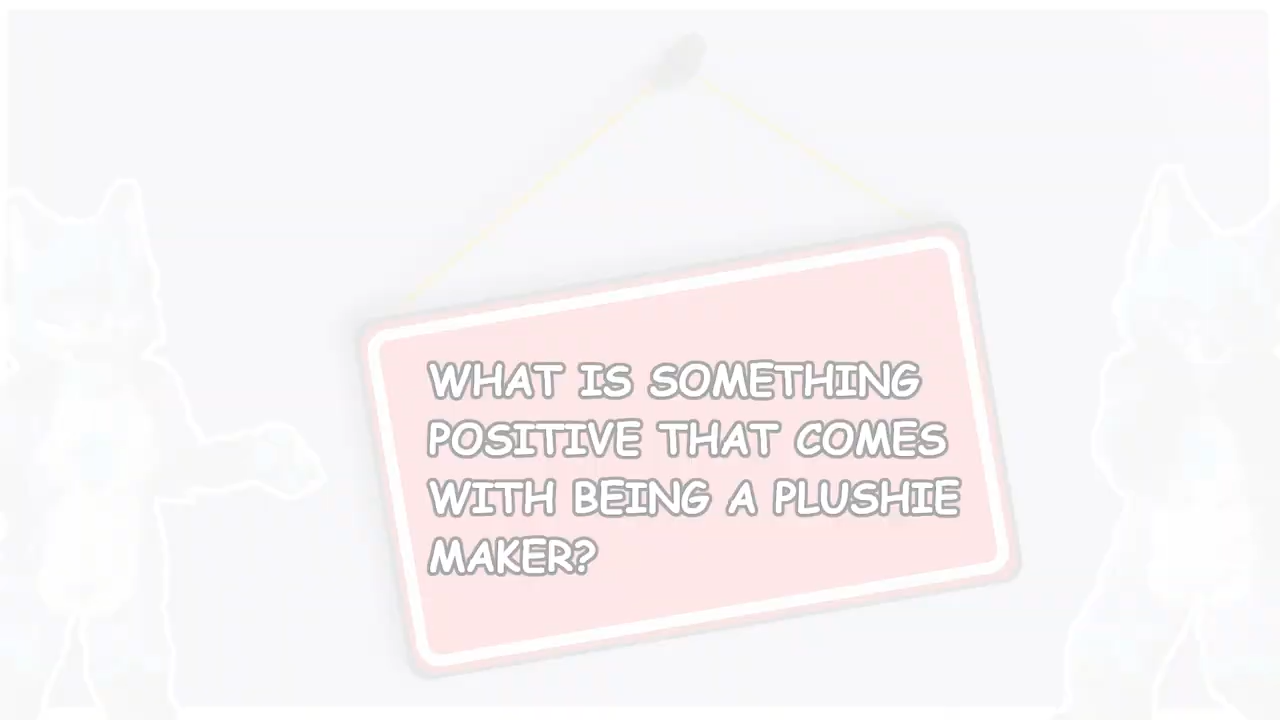 WHAT IS SOMETHING
POSITIVE THAT COMES
WITH BEING A PLUSHIE
MAKER?